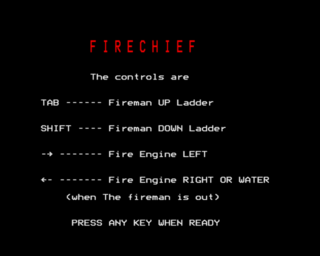 FIRECHIEF
The controls are
TAB ------ Fireman UP Ladder
SHIFT ---- Fireman DOWN Ladder
→ ------- Fire Engine LEFT
← ------- Fire Engine RIGHT OR WATER
(when The fireman is out)
PRESS ANY KEY WHEN READY